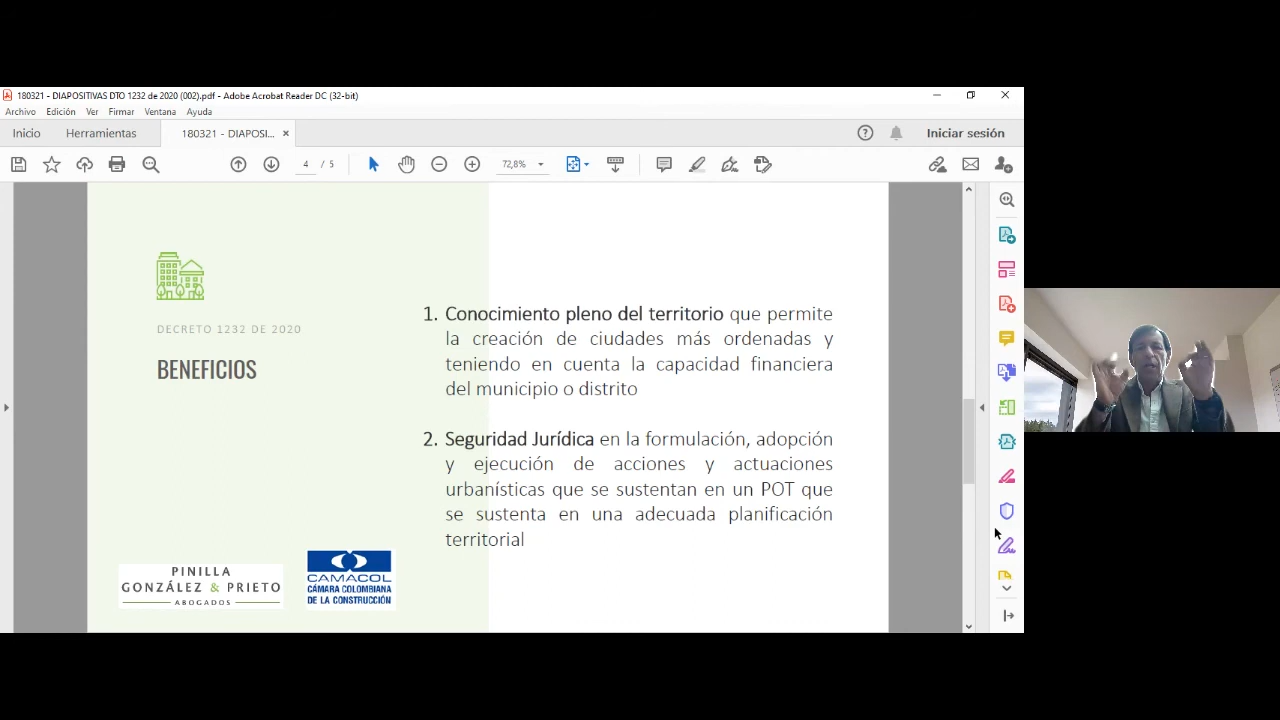 180321 - DIAPOSITIVAS DTO 1232 de 2020 (002).pdf - Adobe Acrobat Reader DC (32-bit)
Archivo Edición Ver Firmar Ventana Ayuda
Inicio Herramientas 180321 - DIAPOSI... × Iniciar sesión
4 / 5 72,8%
DECRETO 1232 DE 2020
BENEFICIOS
1. Conocimiento pleno del territorio que permite
la creación de ciudades más ordenadas y
teniendo en cuenta la capacidad financiera
del municipio o distrito
2. Seguridad Jurídica en la formulación, adopción
y ejecución de acciones y actuaciones
urbanísticas que se sustentan en un POT que
se sustenta en una adecuada planificación
territorial
PINILLA
GONZÁLEZ & PRIETO
ABOGADOS
CAMACOL
CÁMARA COLOMBIANA
DE LA CONSTRUCCIÓN